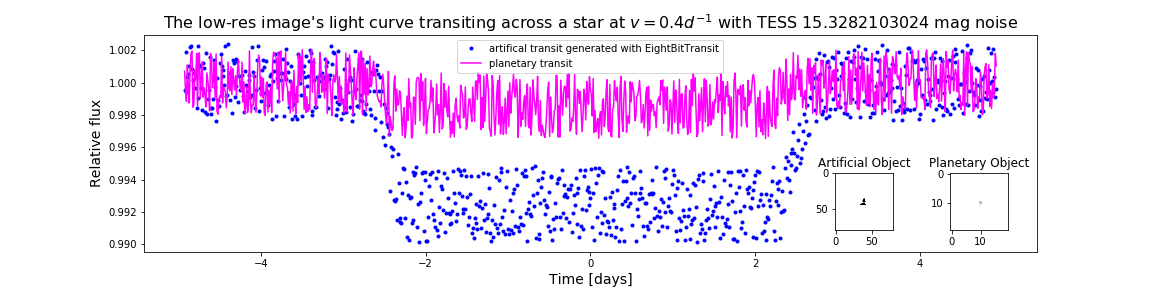 The low-res image's light curve transiting across a star at v = 0.4d⁻¹ with TESS 15.3282103024 mag noise
artifical transit generated with EightBitTransit
planetary transit
Relative flux
1.002
1.000
0.998
0.996
0.994
0.992
0.990
Artificial Object
Planetary Object
0
50
0
50
0
10
0
10
−4
−2
0
2
4
Time [days]